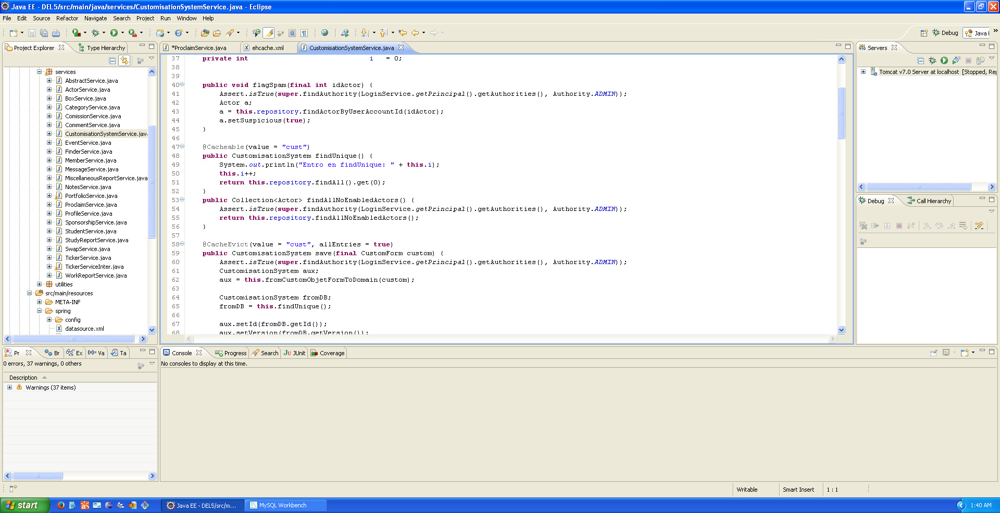 Java EE - DEL5/src/main/java/services/CustomisationSystemService.java - Eclipse
File Edit Source Refactor Navigate Search Project Run Window Help
Debug Java
Project Explorer Type Hierarchy
services
AbstractService.java
ActorService.java
BoxService.java
CategoryService.java
ComissionService.java
CommentService.java
CustomisationSystemService.jav
EventService.java
FinderService.java
MemberService.java
MessageService.java
MiscellaneousReportService.java
NotesService.java
PortfolioService.java
ProclaimService.java
ProfileService.java
SponsorshipService.java
StudentService.java
StudyReportService.java
SwapService.java
TickerService.java
TickerServiceInter.java
WorkReportService.java
utilities
src/main/resources
META-INF
spring
config
datasource.xml
*ProclaimService.java ehcache.xml CustomisationSystemService.java
37 private int i = 0;
38
39
40 public void flagSpam(final int idActor) {
41 Assert.isTrue(super.findAuthority(LoginService.getPrincipal().getAuthorities(), Authority.ADMIN));
42 Actor a;
43 a = this.repository.findActorByUserAccountId(idActor);
44 a.setSuspicious(true);
45 }
46
47 @Cacheable(value = "cust")
48 public CustomisationSystem findUnique() {
49 System.out.println("Entro en findUnique: " + this.i);
50 this.i++;
51 return this.repository.findAll().get(0);
52 }
53 public Collection<Actor> findAllNoEnabledActors() {
54 Assert.isTrue(super.findAuthority(LoginService.getPrincipal().getAuthorities(), Authority.ADMIN));
55 return this.repository.findAllNoEnabledActors();
56 }
57
58 @CacheEvict(value = "cust", allEntries = true)
59 public CustomisationSystem save(final CustomForm custom) {
60 Assert.isTrue(super.findAuthority(LoginService.getPrincipal().getAuthorities(), Authority.ADMIN));
61 CustomisationSystem aux;
62 aux = this.fromCustomObjetFormToDomain(custom);
63
64 CustomisationSystem fromDB;
65 fromDB = this.findUnique();
66
67 aux.setId(fromDB.getId());
68 aux.setVersion(fromDB.getVersion());
Servers
Tomcat v7.0 Server at localhost [Stopped, Rep
Debug Call Hierarchy
Pr Br Ex (x)= Va Ta
0 errors, 37 warnings, 0 others
Description
Warnings (37 items)
Console Progress Search JUnit Coverage
No consoles to display at this time.
Writable Smart Insert 1 : 1
start Java EE - DEL5/src/m... MySQL Workbench 1:40 AM